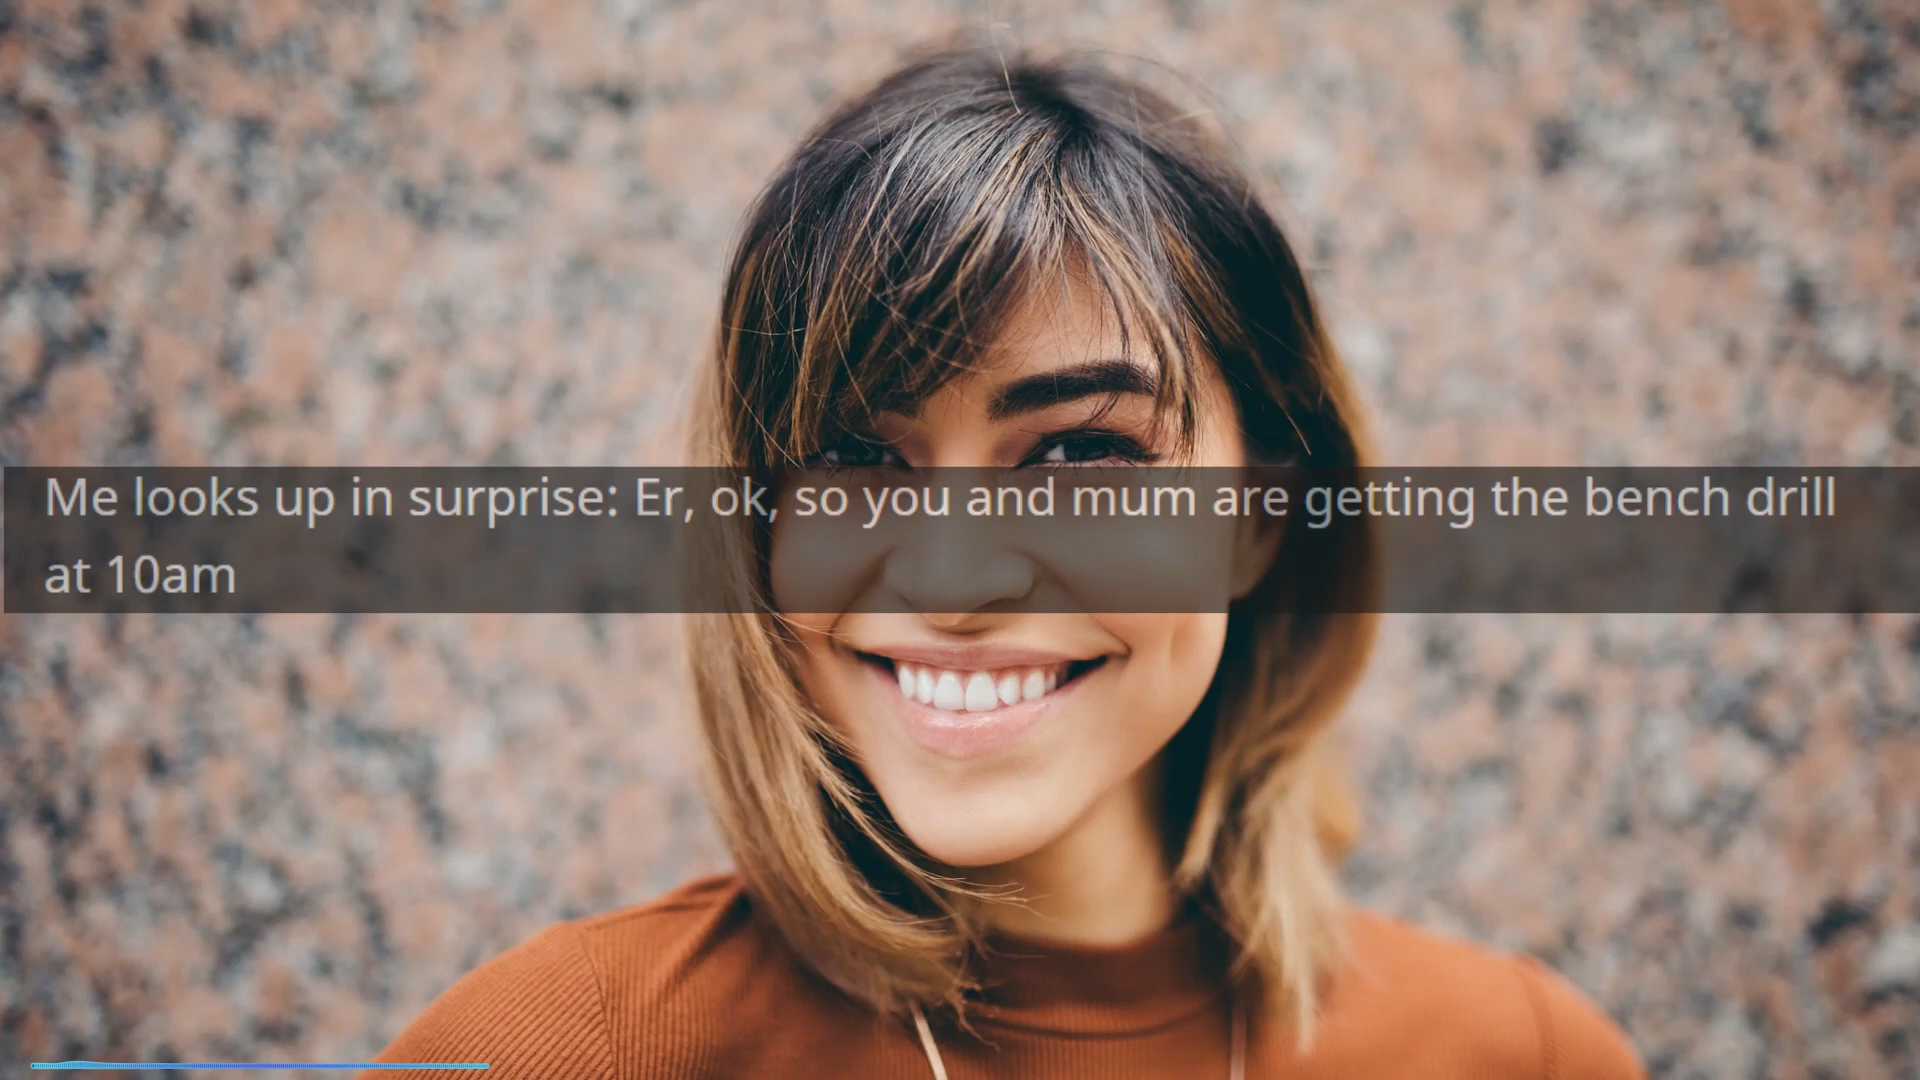 Me looks up in surprise: Er, ok, so you and mum are getting the bench drill
at 10am